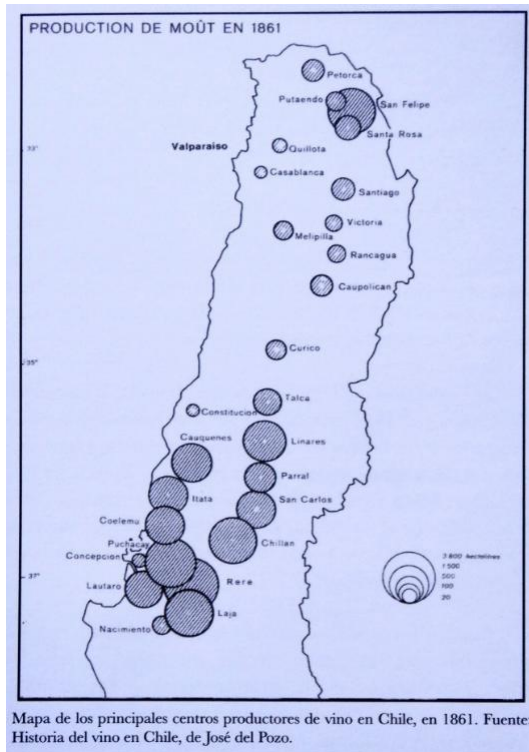 PRODUCTION DE MOÛT EN 1861
Petorca
Putaendo
San Felipe
Santa Rosa
33°
Valparaiso
Quillota
Casablanca
Santiago
Victoria
Melipilla
Rancagua
Caupolican
35°
Curico
Talca
Constitucion
Linares
Cauquenes
Parral
Itata
San Carlos
Coelemu
Chillan
Puchacay
Concepcion
Rere
Lautaro
Laja
Nacimiento
37°
3 800 hectolitres
1 500
500
100
20
Mapa de los principales centros productores de vino en Chile, en 1861. Fuente
Historia del vino en Chile, de José del Pozo.